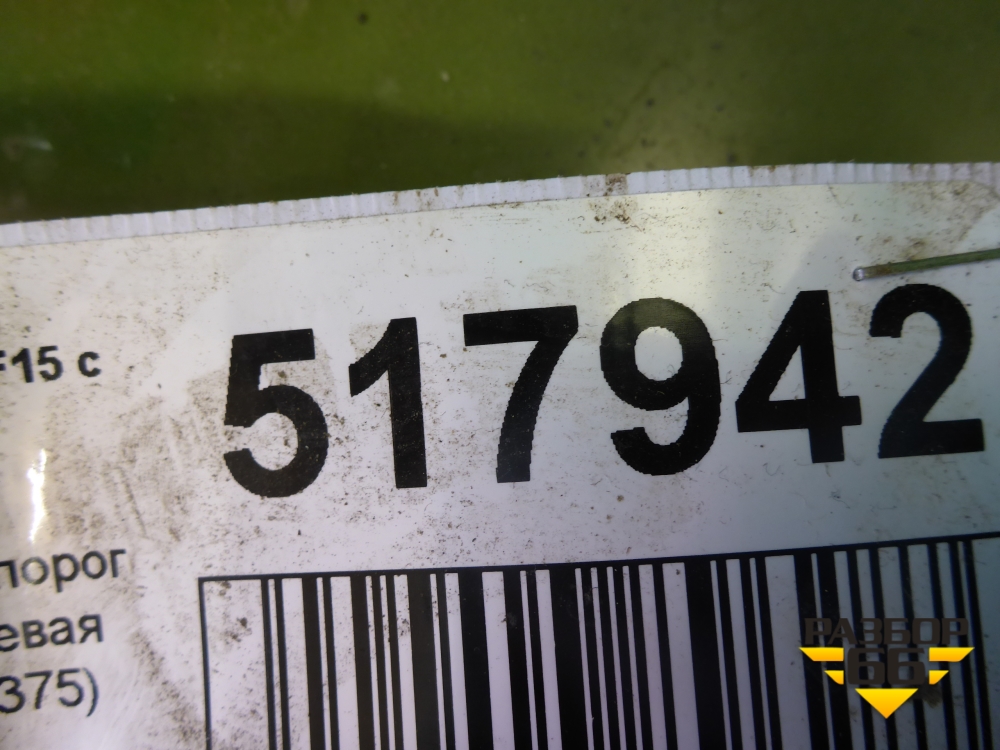 F15 с
517942
порог
евая
375)
РАЗБОР
66